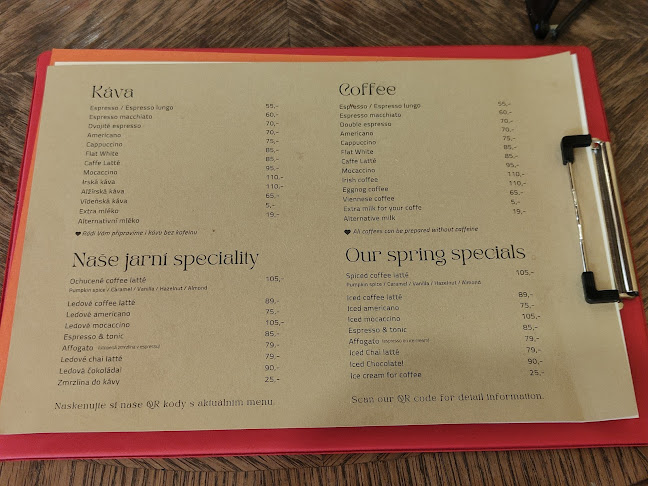 Káva
Espresso / Espresso lungo 55,-
Espresso macchiato 60,-
Dvojité espresso 70,-
Americano 70,-
Cappuccino 75,-
Flat White 85,-
Caffe Latté 85,-
Mocaccino 95,-
Irská káva 110,-
Alžírská káva 110,-
Vídeňská káva 65,-
Extra mléko 5,-
Alternativní mléko 19,-
Rádi Vám připravíme i kávu bez kofeinu
Naše jarní speciality
Ochucené coffee latté 105,-
Pumpkin spice / Caramel / Vanilla / Hazelnut / Almond
Ledové coffee latté 89,-
Ledové americano 75,-
Ledové mocaccino 105,-
Espresso & tonic 85,-
Affogato 79,-
Ledové chai latté 79,-
Ledová čokoláda! 90,-
Zmrzlina do kávy 25,-
Naskenujte si naše QR kódy s aktuálním menu.
Coffee
Espresso / Espresso lungo 55,-
Espresso macchiato 60,-
Double espresso 70,-
Americano 70,-
Cappuccino 75,-
Flat White 85,-
Caffe Latté 85,-
Mocaccino 95,-
Irish coffee 110,-
Eggnog coffee 110,-
Viennese coffee 65,-
Extra milk for your coffe 5,-
Alternative milk 19,-
All coffees can be prepared without caffeine
Our spring specials
Spiced coffee latté 105,-
Pumpkin spice / Caramel / Vanilla / Hazelnut / Almond
Iced coffee latté 89,-
Iced americano 75,-
Iced mocaccino 105,-
Espresso & tonic 85,-
Affogato 79,-
Iced Chai latté 79,-
Iced Chocolate! 90,-
Ice cream for coffee 25,-
Scan our QR code for detail information.